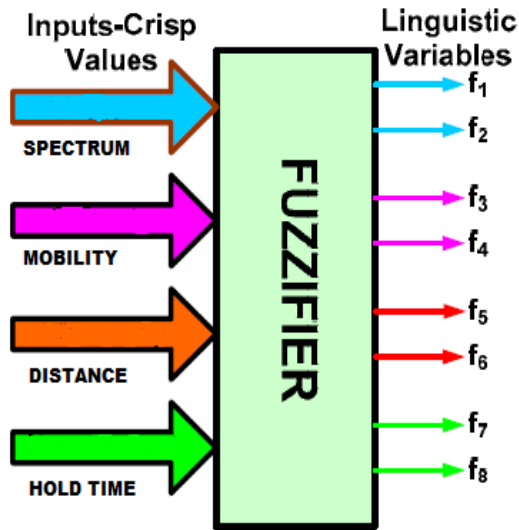 Inputs-Crisp
Values
Linguistic
Variables
SPECTRUM
MOBILITY
DISTANCE
HOLD TIME
FUZZIFIER
f₁
f₂
f₃
f₄
f₅
f₆
f₇
f₈